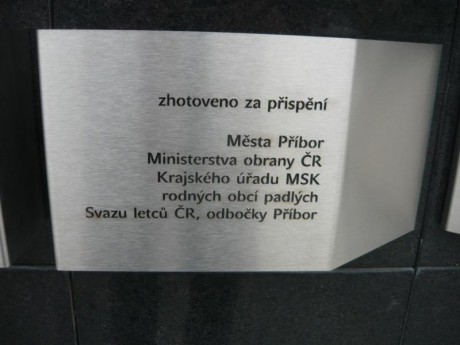 zhotoveno za přispění
Města Příbor
Ministerstva obrany ČR
Krajského úřadu MSK
rodných obcí padlých
Svazu letců ČR, odbočky Příbor